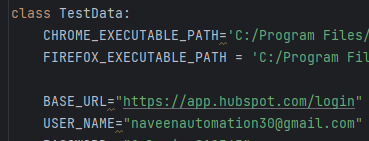 class TestData:
CHROME_EXECUTABLE_PATH='C:/Program Files/
FIREFOX_EXECUTABLE_PATH = 'C:/Program Fil
BASE_URL="https://app.hubspot.com/login"
USER_NAME="naveenautomation30@gmail.com"